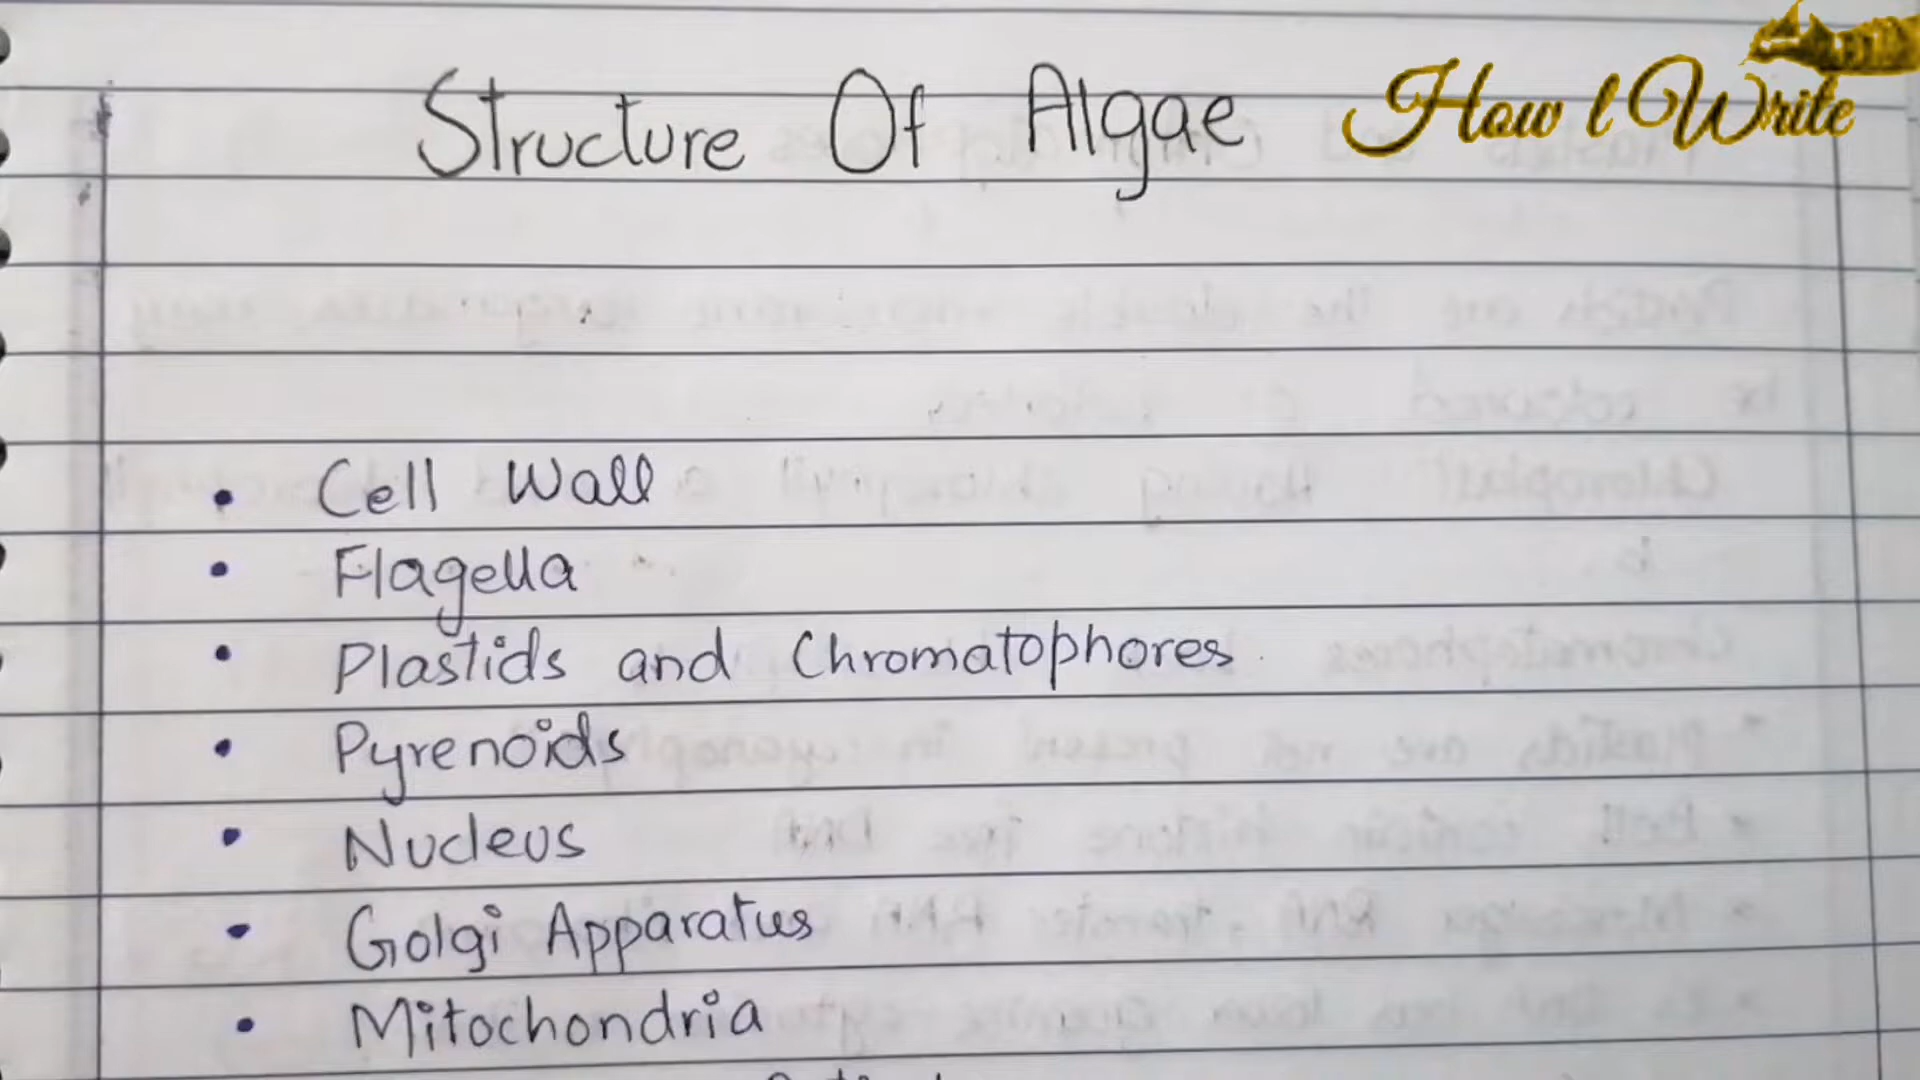 Structure Of Algae
How I Write
• Cell Wall
• Flagella
• Plastids and Chromatophores
• Pyrenoids
• Nucleus
• Golgi Apparatus
• Mitochondria